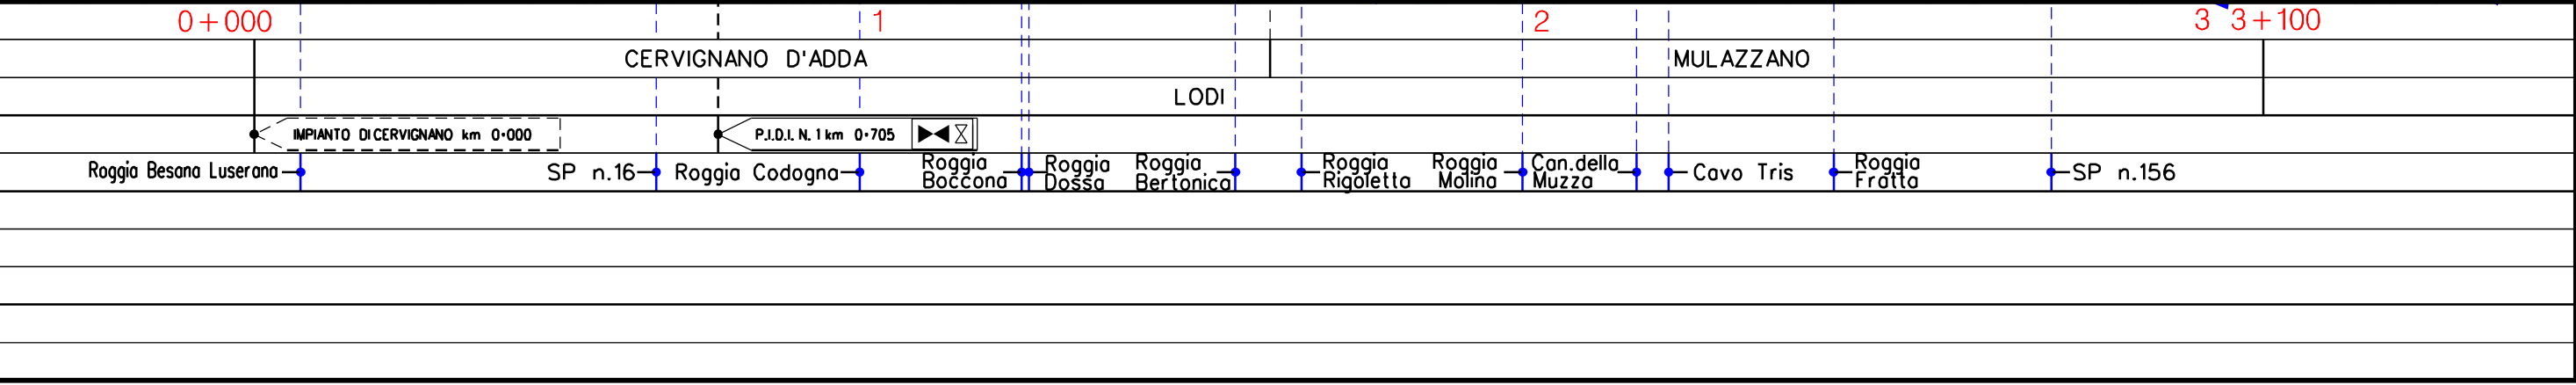 0+000 1 2 3 3+100
CERVIGNANO D'ADDA MULAZZANO
LODI
IMPIANTO DI CERVIGNANO km 0+000 P.I.D.I. N. 1 km 0+705
Roggia Besana Luserana SP n.16 Roggia Codogna
Roggia
Boccona
Roggia
Dossa
Roggia
Bertonica
Roggia
Rigoletta
Roggia
Molina
Can.della
Muzza
Cavo Tris
Roggia
Fratta
SP n.156